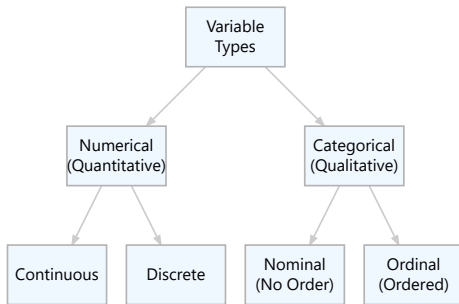 Variable
Types
Numerical
(Quantitative)
Categorical
(Qualitative)
Continuous
Discrete
Nominal
(No Order)
Ordinal
(Ordered)